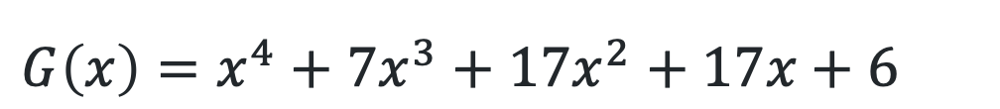 G(x) = x⁴ + 7x³ + 17x² + 17x + 6